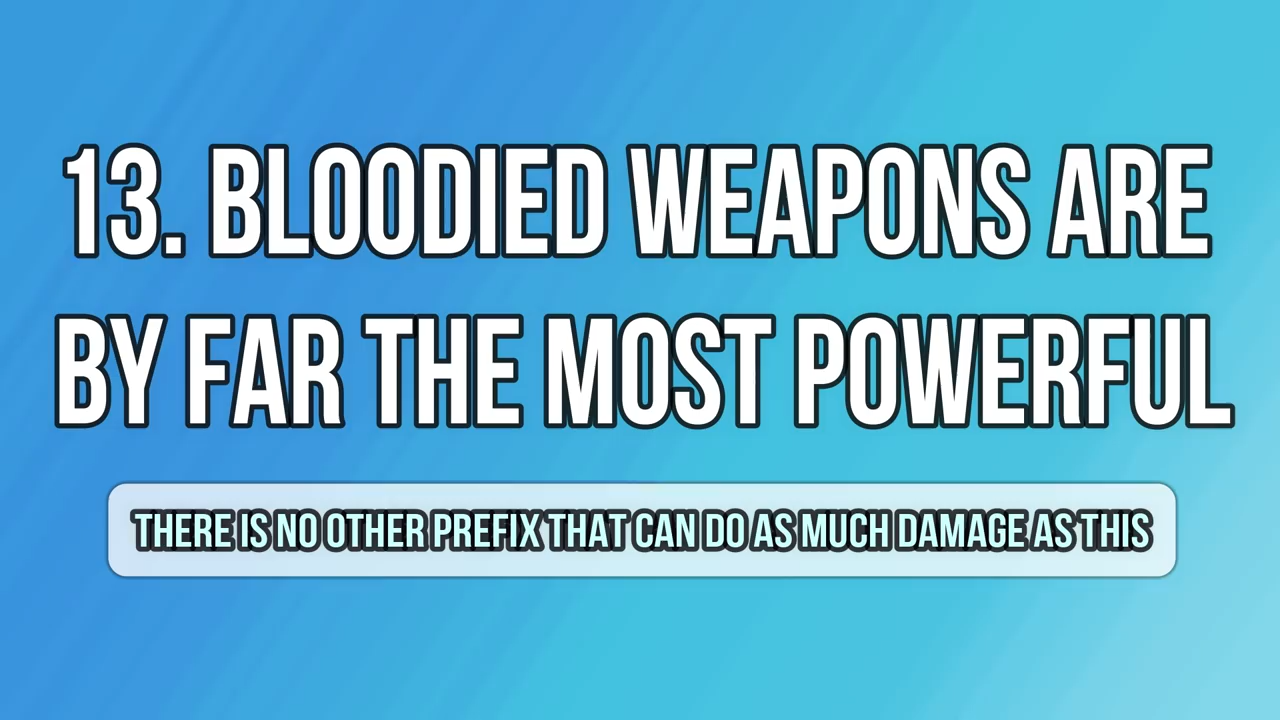 13. BLOODIED WEAPONS ARE
BY FAR THE MOST POWERFUL
THERE IS NO OTHER PREFIX THAT CAN DO AS MUCH DAMAGE AS THIS